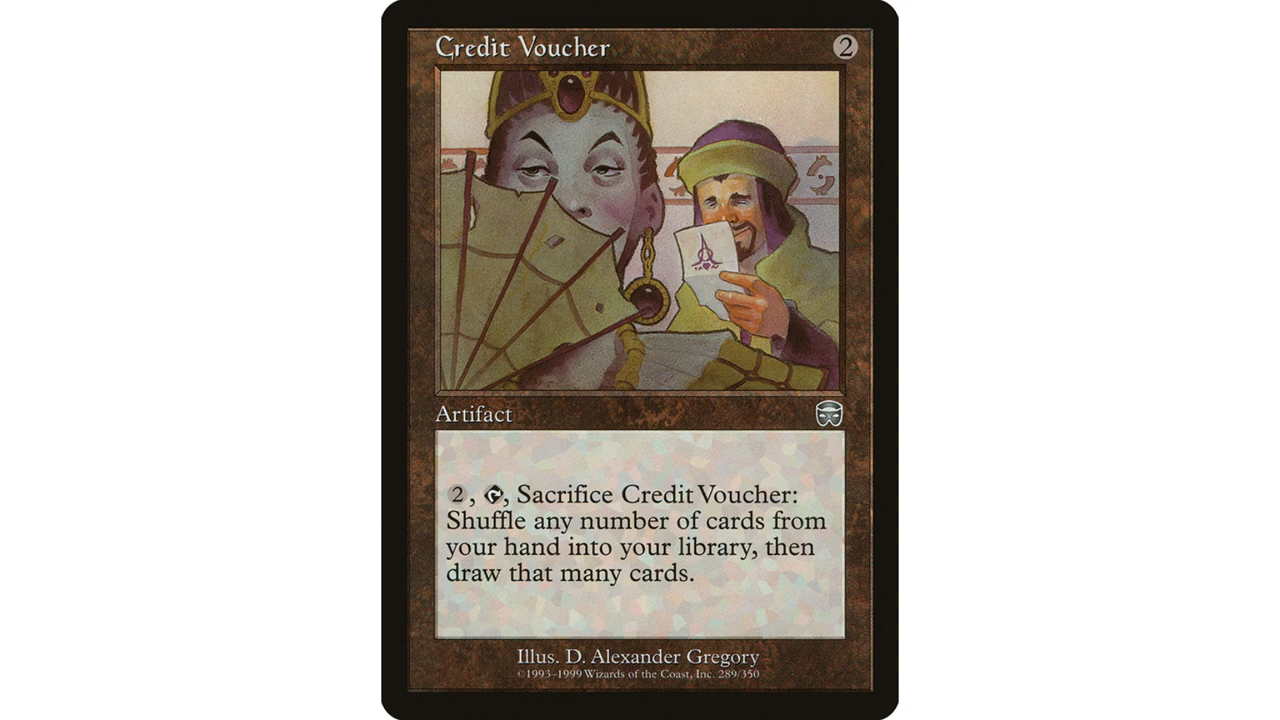 Credit Voucher 2
Artifact
2, , Sacrifice Credit Voucher:
Shuffle any number of cards from
your hand into your library, then
draw that many cards.
Illus. D. Alexander Gregory
©1993–1999 Wizards of the Coast, Inc. 289/350